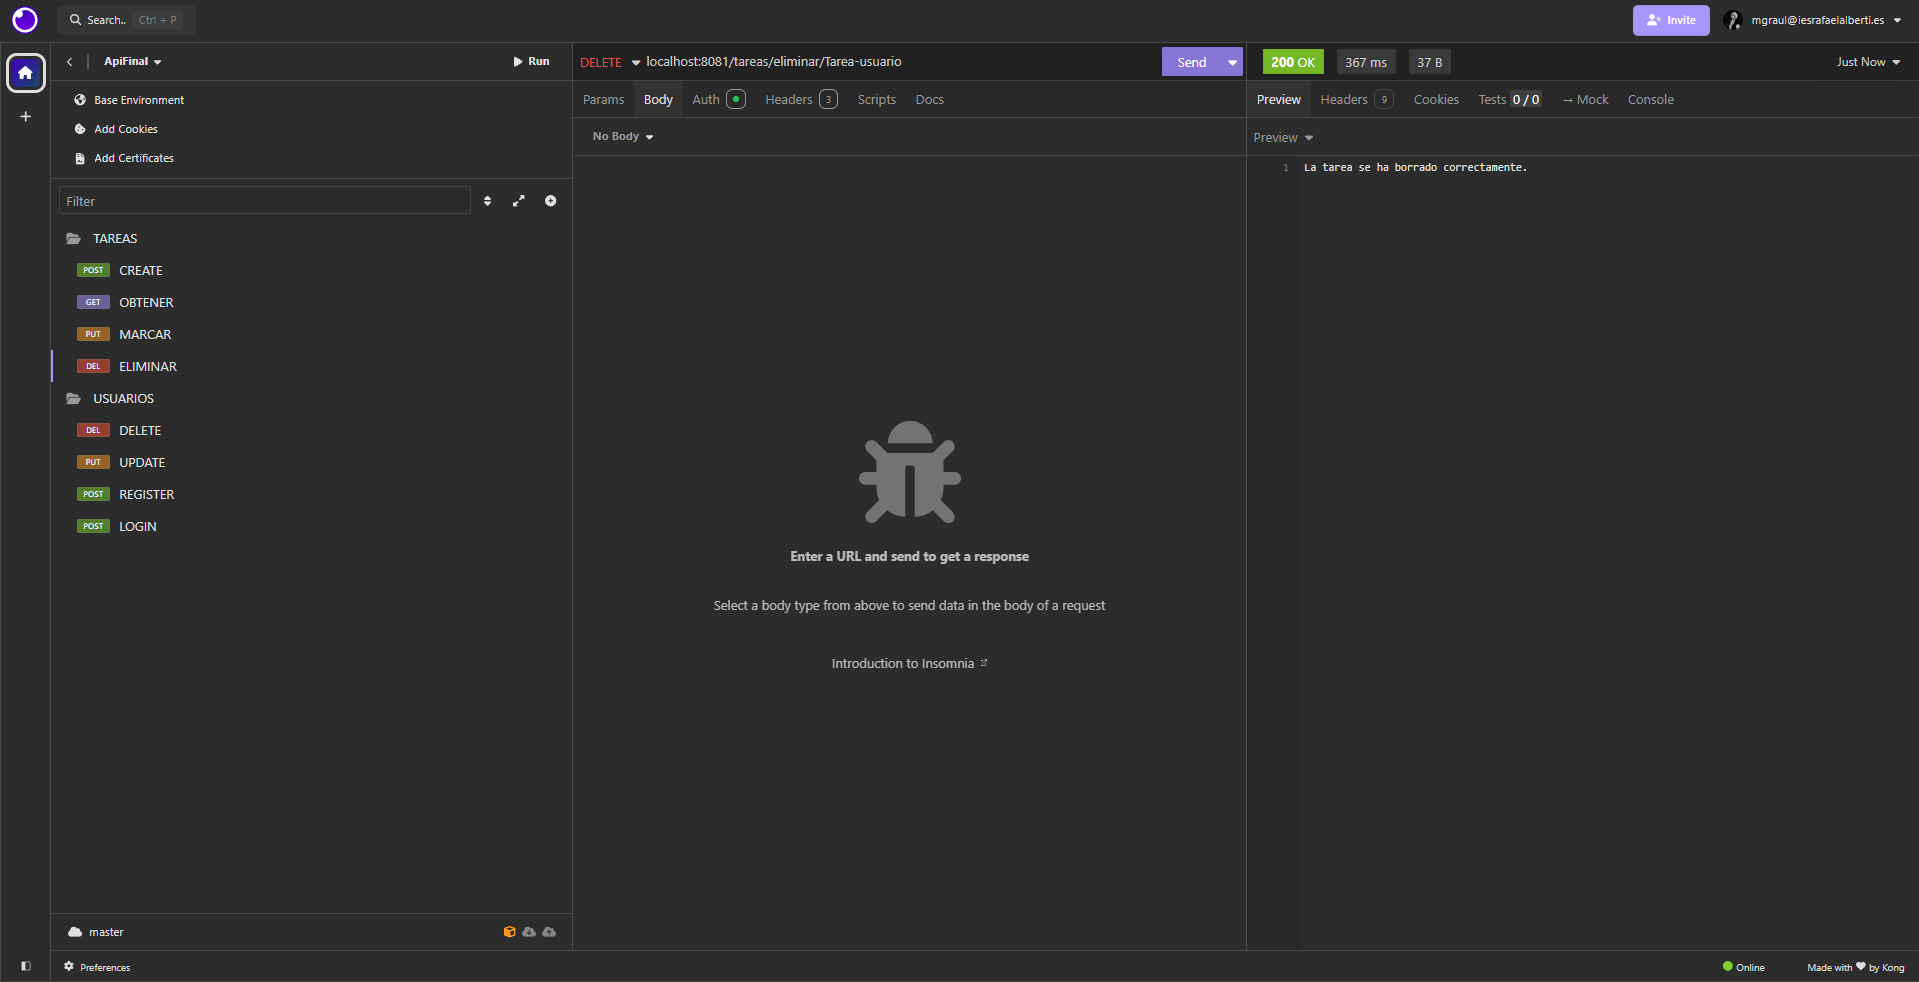 Search.. Ctrl + P
Invite
mgraul@iesrafaelalberti.es
ApiFinal
Run
Base Environment
Add Cookies
Add Certificates
Filter
TAREAS
POST CREATE
GET OBTENER
PUT MARCAR
DEL ELIMINAR
USUARIOS
DEL DELETE
PUT UPDATE
POST REGISTER
POST LOGIN
master
Preferences
DELETE localhost:8081/tareas/eliminar/Tarea-usuario
Send
Params Body Auth Headers 3 Scripts Docs
No Body
Enter a URL and send to get a response
Select a body type from above to send data in the body of a request
Introduction to Insomnia
200 OK 367 ms 37 B
Just Now
Preview Headers 9 Cookies Tests 0 / 0 → Mock Console
Preview
1 La tarea se ha borrado correctamente.
Online
Made with ♥ by Kong